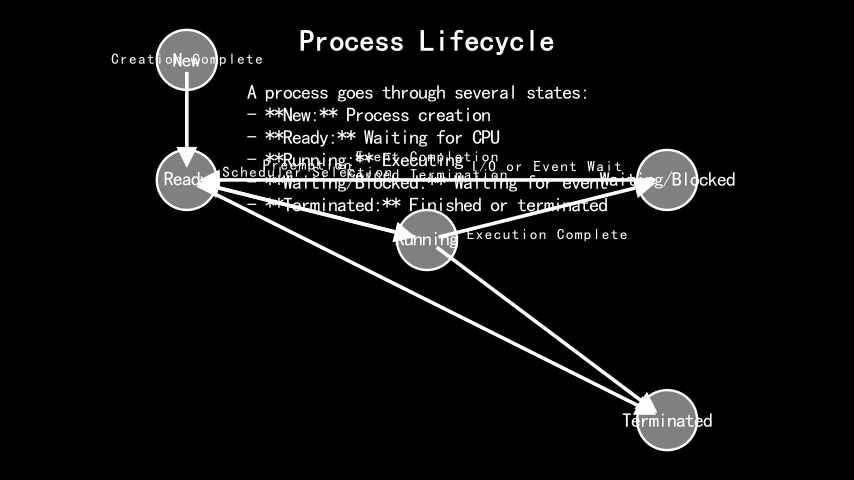 Process Lifecycle
New
Creation Complete
A process goes through several states:
- **New:** Process creation
- **Ready:** Waiting for CPU
- **Running:** Executing
- **Waiting/Blocked:** Waiting for event
- **Terminated:** Finished or terminated
Event Completion
Preemption
I/O or Event Wait
Scheduler Selection
Forced Termination
Ready
Waiting/Blocked
Running
Execution Complete
Terminated